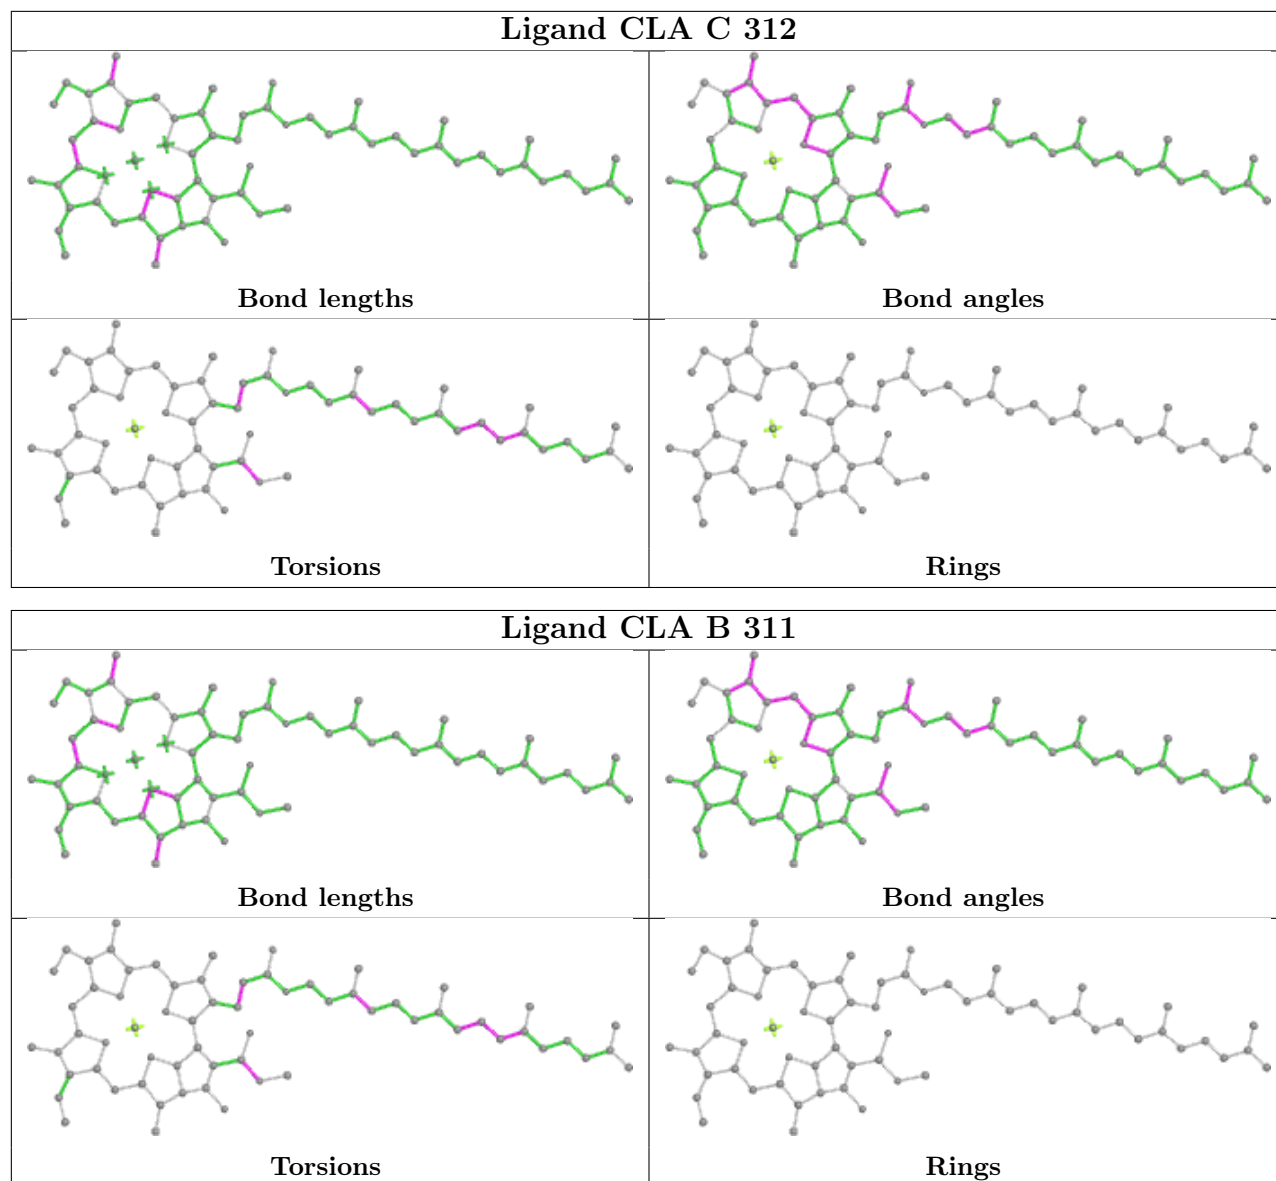 Ligand CLA C 312
Bond lengths
Bond angles
Torsions
Rings
Ligand CLA B 311
Bond lengths
Bond angles
Torsions
Rings